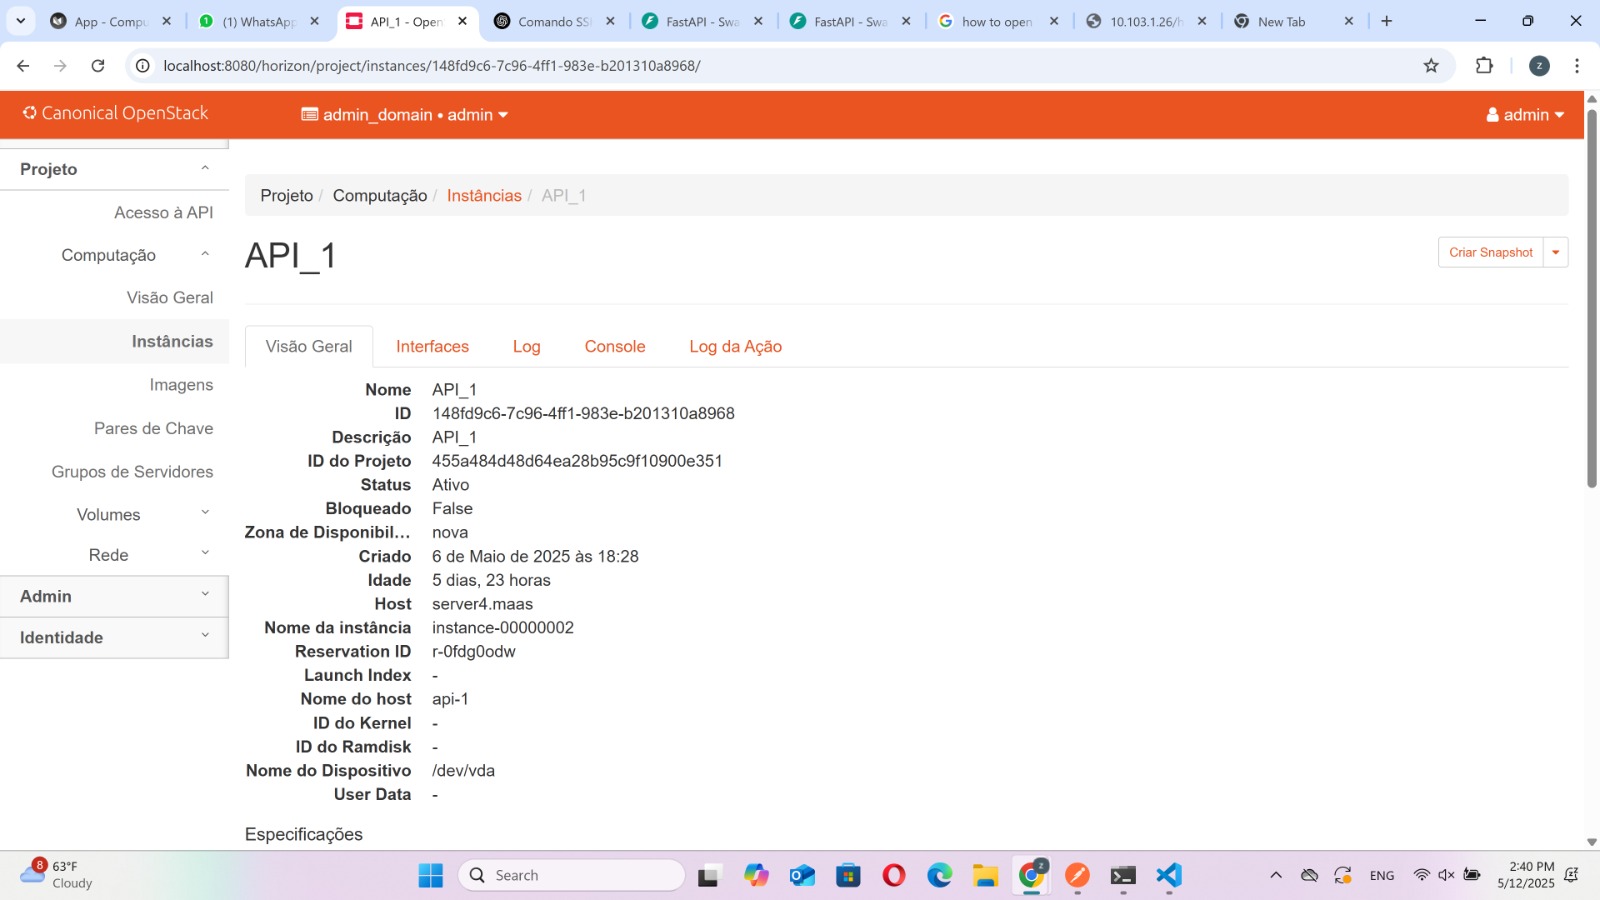 App - Compu
(1) WhatsApp
API_1 - Open
Comando SS
FastAPI - Swa
FastAPI - Swa
how to open
10.103.1.26/h
New Tab
localhost:8080/horizon/project/instances/148fd9c6-7c96-4ff1-983e-b201310a8968/
z
Canonical OpenStack
admin_domain • admin
admin
Projeto
Acesso à API
Computação
Visão Geral
Instâncias
Imagens
Pares de Chave
Grupos de Servidores
Volumes
Rede
Admin
Identidade
Projeto / Computação / Instâncias / API_1
API_1
Criar Snapshot
Visão Geral Interfaces Log Console Log da Ação
Nome API_1
ID 148fd9c6-7c96-4ff1-983e-b201310a8968
Descrição API_1
ID do Projeto 455a484d48d64ea28b95c9f10900e351
Status Ativo
Bloqueado False
Zona de Disponibil... nova
Criado 6 de Maio de 2025 às 18:28
Idade 5 dias, 23 horas
Host server4.maas
Nome da instância instance-00000002
Reservation ID r-0fdg0odw
Launch Index -
Nome do host api-1
ID do Kernel -
ID do Ramdisk -
Nome do Dispositivo /dev/vda
User Data -
Especificações
8
63°F
Cloudy
Search
z
ENG
2:40 PM
5/12/2025